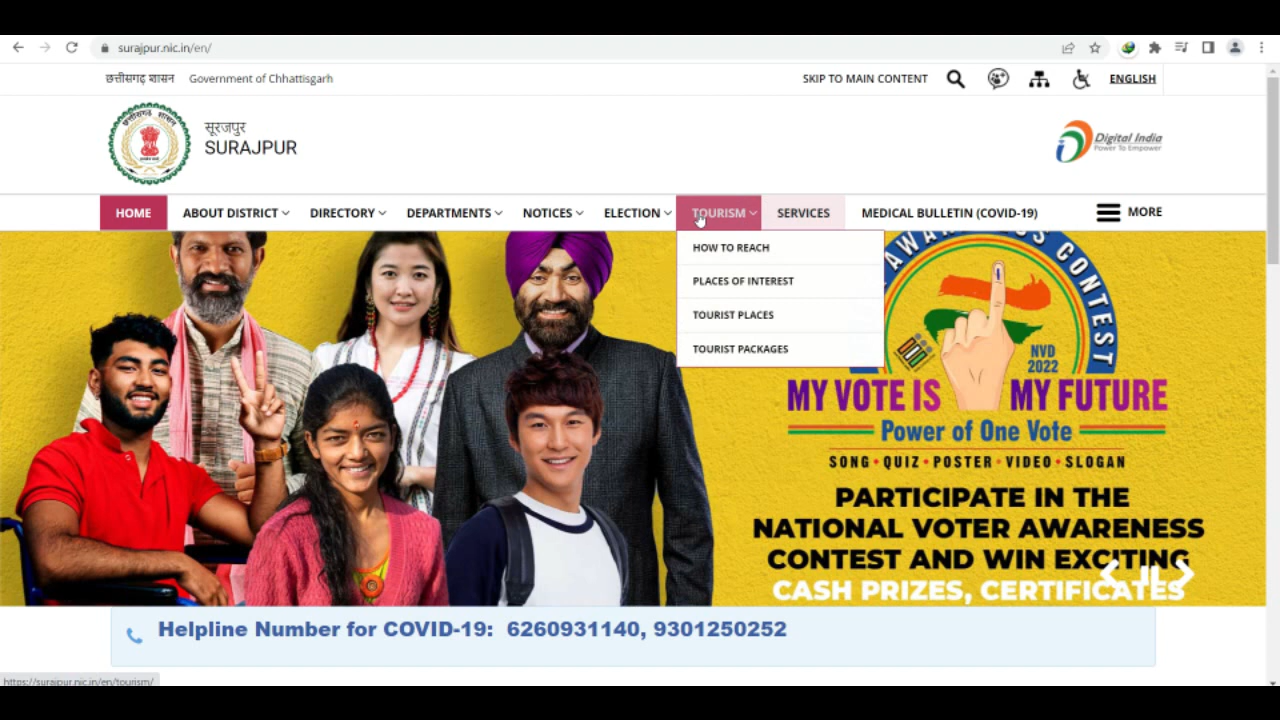 surajpur.nic.in/en/
छत्तीसगढ़ शासन Government of Chhattisgarh
SKIP TO MAIN CONTENT
ENGLISH
छत्तीसगढ़ शासन
सूरजपुर
SURAJPUR
Digital India
Power To Empower
HOME ABOUT DISTRICT DIRECTORY DEPARTMENTS NOTICES ELECTION TOURISM SERVICES MEDICAL BULLETIN (COVID-19) MORE
HOW TO REACH
PLACES OF INTEREST
TOURIST PLACES
TOURIST PACKAGES
CONTEST
NVD
2022
MY VOTE IS MY FUTURE
Power of One Vote
SONG QUIZ POSTER VIDEO SLOGAN
PARTICIPATE IN THE
NATIONAL VOTER AWARENESS
CONTEST AND WIN EXCITING
CASH PRIZES, CERTIFICATES
Helpline Number for COVID-19: 6260931140, 9301250252
https://surajpur.nic.in/en/tourism/